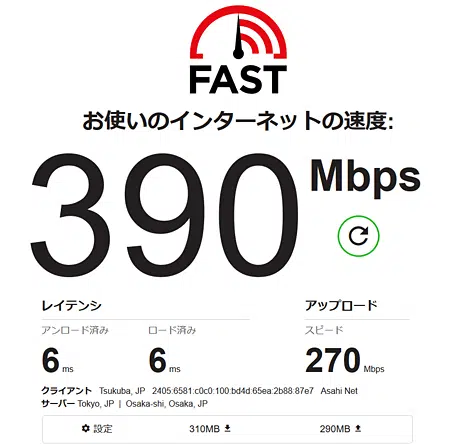 FAST
お使いのインターネットの速度:
390 Mbps
レイテンシ アップロード
アンロード済み ロード済み スピード
6 ms 6 ms 270 Mbps
クライアント Tsukuba, JP 2405:6581:c0c0:100:bd4d:65ea:2b88:87e7 Asahi Net
サーバー Tokyo, JP | Osaka-shi, Osaka, JP
設定 310MB 290MB